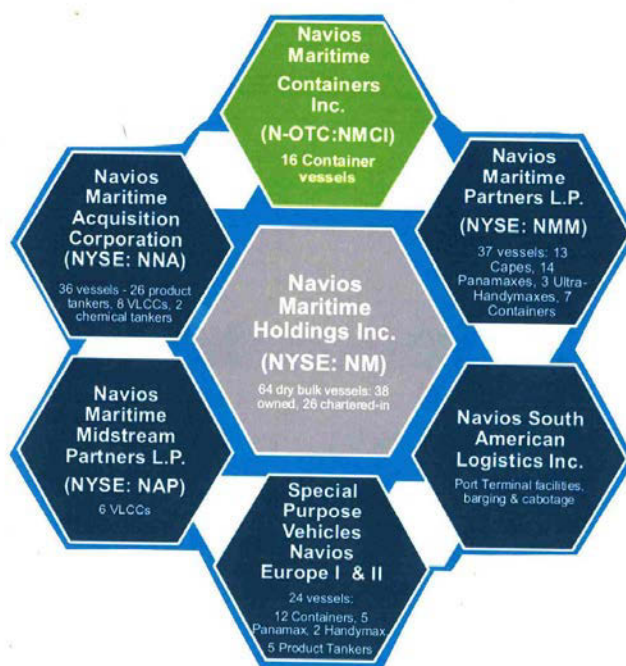 Navios
Maritime
Containers
Inc.
(N-OTC:NMCI)
16 Container
vessels
Navios
Maritime
Acquisition
Corporation
(NYSE: NNA)
36 vessels - 26 product
tankers, 8 VLCCs, 2
chemical tankers
Navios
Maritime
Partners L.P.
(NYSE: NMM)
37 vessels: 13
Capes, 14
Panamaxes, 3 Ultra-
Handymaxes, 7
Containers
Navios
Maritime
Holdings Inc.
(NYSE: NM)
64 dry bulk vessels: 38
owned, 26 chartered-in
Navios
Maritime
Midstream
Partners L.P.
(NYSE: NAP)
6 VLCCs
Navios South
American
Logistics Inc.
Port Terminal facilities,
barging & cabotage
Special
Purpose
Vehicles
Navios
Europe I & II
24 vessels:
12 Containers, 5
Panamax, 2 Handymax,
5 Product Tankers